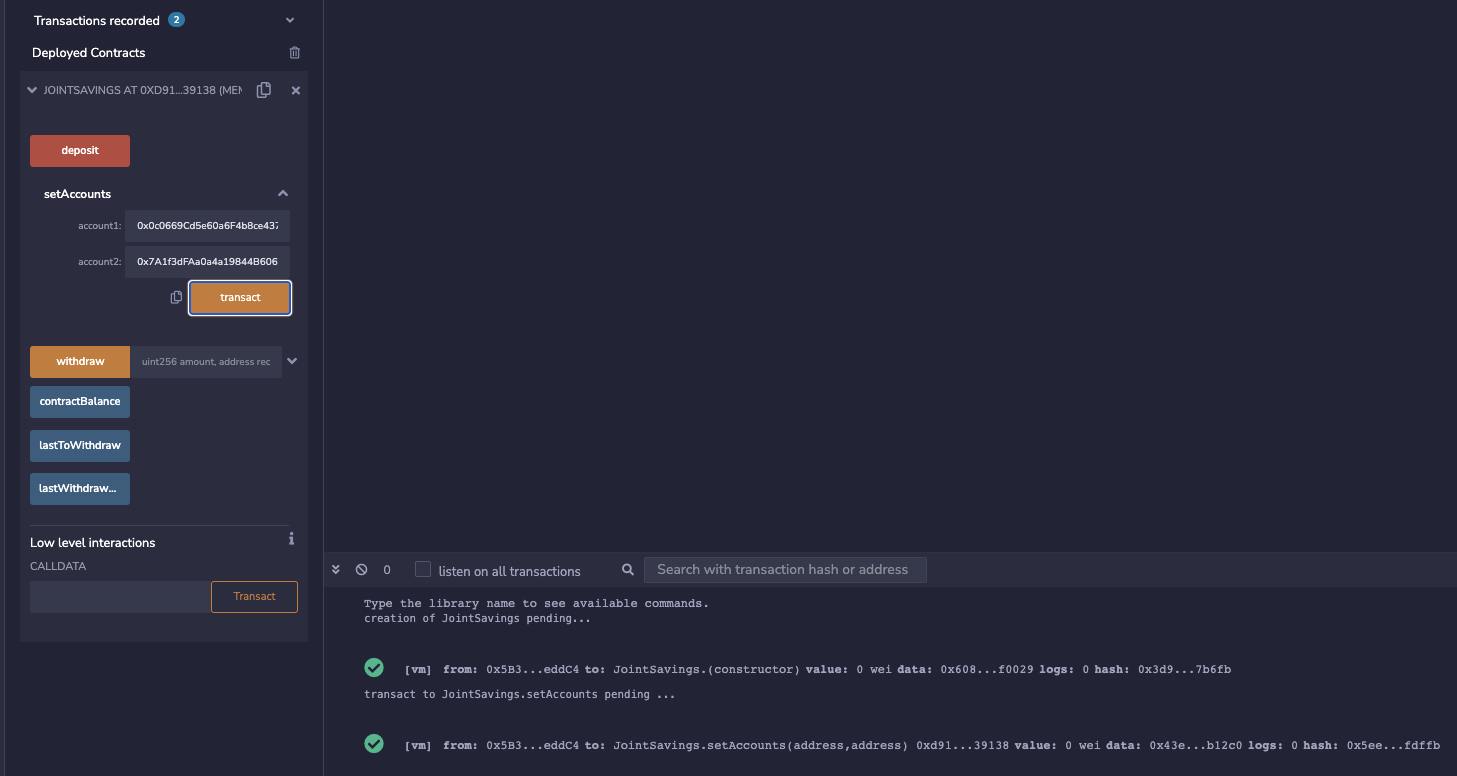 Transactions recorded 2
Deployed Contracts
JOINTSAVINGS AT 0XD91...39138 (MEM
deposit
setAccounts
account1: 0x0c0669Cd5e60a6F4b8ce437
account2: 0x7A1f3dFAa0a4a19844B606
transact
withdraw uint256 amount, address rec
contractBalance
lastToWithdraw
lastWithdraw...
Low level interactions
CALLDATA
Transact
0 listen on all transactions Search with transaction hash or address
Type the library name to see available commands.
creation of JointSavings pending...
[vm] from: 0x5B3...eddC4 to: JointSavings.(constructor) value: 0 wei data: 0x608...f0029 logs: 0 hash: 0x3d9...7b6fb
transact to JointSavings.setAccounts pending ...
[vm] from: 0x5B3...eddC4 to: JointSavings.setAccounts(address,address) 0xd91...39138 value: 0 wei data: 0x43e...b12c0 logs: 0 hash: 0x5ee...fdffb